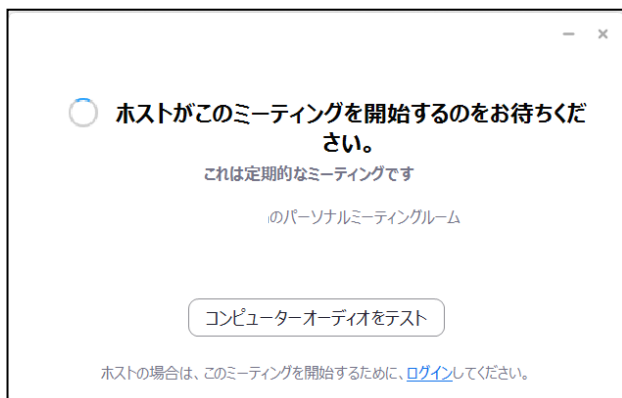 ホストがこのミーティングを開始するのをお待ちくだ
さい。
これは定期的なミーティングです
のパーソナルミーティングルーム
コンピューターオーディオをテスト
ホストの場合は、このミーティングを開始するために、ログインしてください。